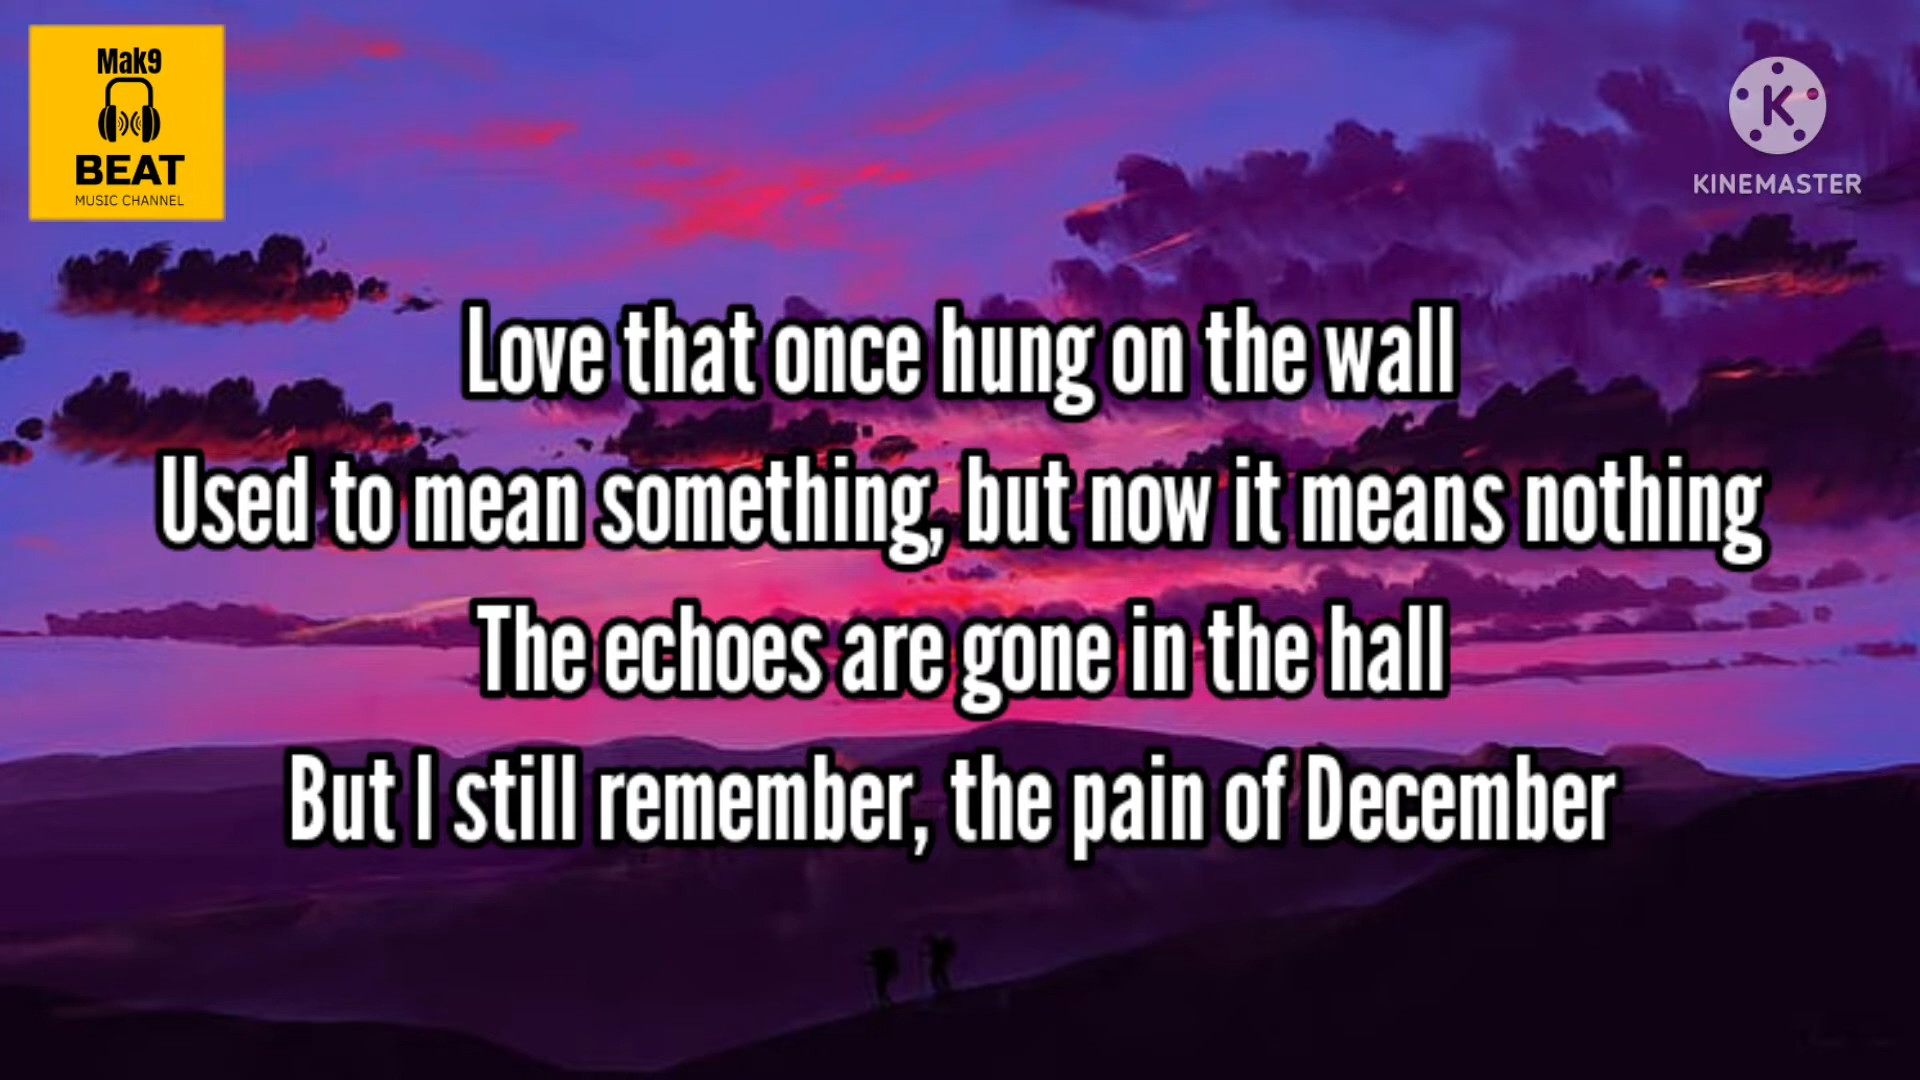 Mak9
BEAT
MUSIC CHANNEL
KINEMASTER
Love that once hung on the wall
Used to mean something, but now it means nothing
The echoes are gone in the hall
But I still remember, the pain of December